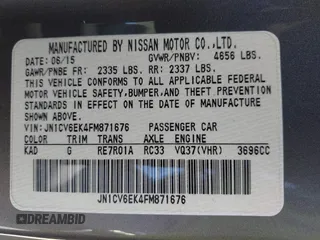 MANUFACTURED BY NISSAN MOTOR CO.,LTD.
DATE: 06/15 GVWR/PNBV: 4656 LBS.
GAWR/PNBE FR: 2335 LBS. RR: 2337 LBS.
THIS VEHICLE CONFORMS TO ALL APPLICABLE FEDERAL
MOTOR VEHICLE SAFETY,BUMPER,AND THEFT PREVENTION
STANDARDS IN EFFECT ON THE DATE OF MANUFACTURE
SHOWN ABOVE.
VIN: JN1CV6EK4FM871676 PASSENGER CAR
COLOR TRIM TRANS AXLE ENGINE
KAD G RE7R01A RC33 VQ37(VHR) 3696CC
JN1CV6EK4FM871676
DREAMBID